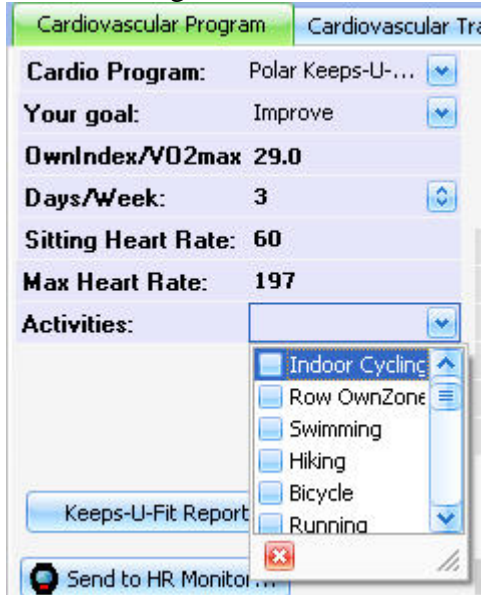 Cardiovascular Program Cardiovascular Tra
Cardio Program: Polar Keeps-U-...
Your goal: Improve
OwnIndex/VO2max 29.0
Days/Week: 3
Sitting Heart Rate: 60
Max Heart Rate: 197
Activities:
Indoor Cycling
Row OwnZone
Swimming
Hiking
Bicycle
Running
Keeps-U-Fit Report
Send to HR Monitor...